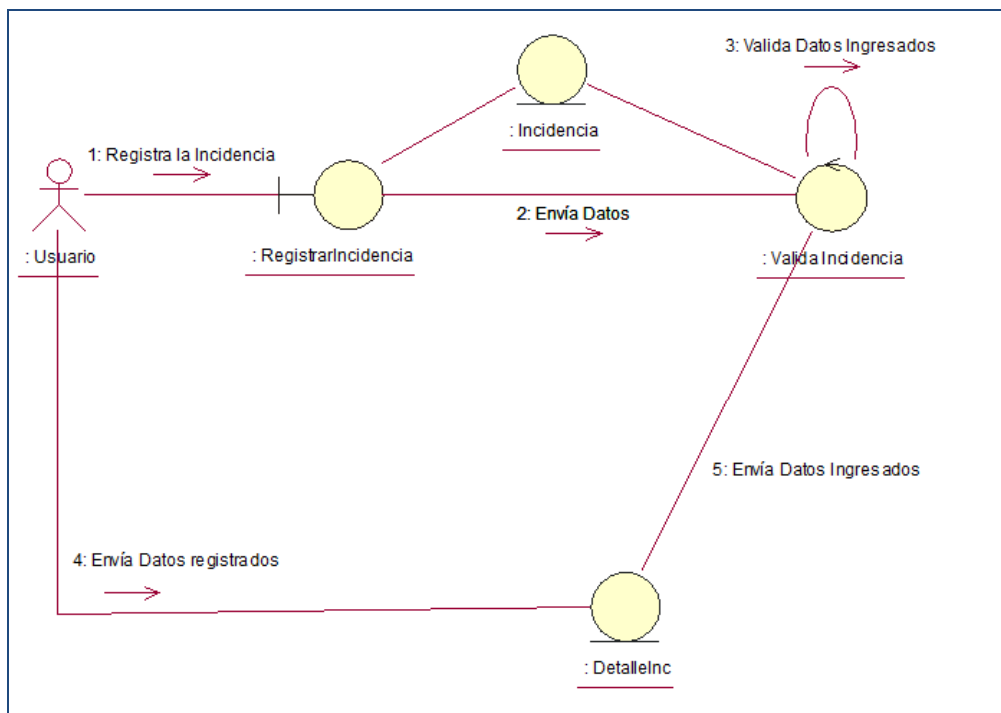 3: Valida Datos Ingresados
: Incidencia
1: Registra la Incidencia
2: Envía Datos
: Usuario
: RegistrarIncidencia
: Valida Incidencia
5: Envía Datos Ingresados
4: Envía Datos registrados
: DetalleInc